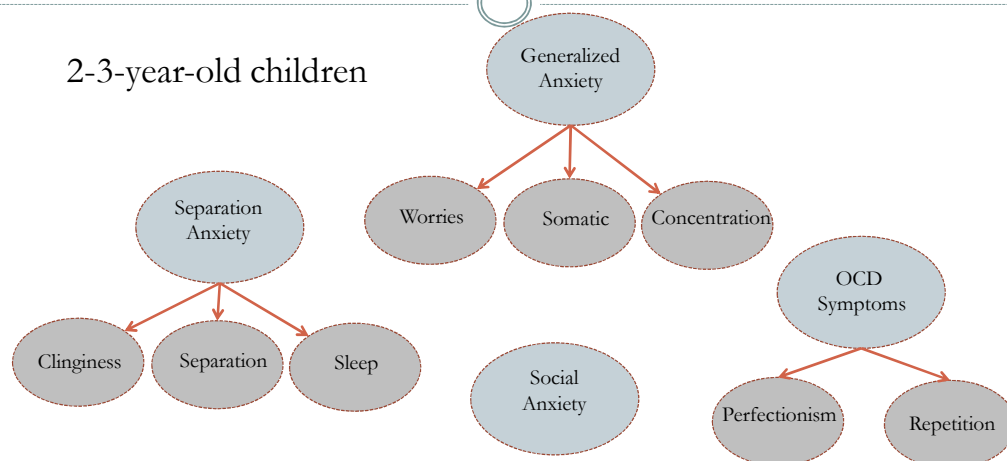 2-3-year-old children
Generalized
Anxiety
Worries
Somatic
Concentration
Separation
Anxiety
Clinginess
Separation
Sleep
Social
Anxiety
OCD
Symptoms
Perfectionism
Repetition